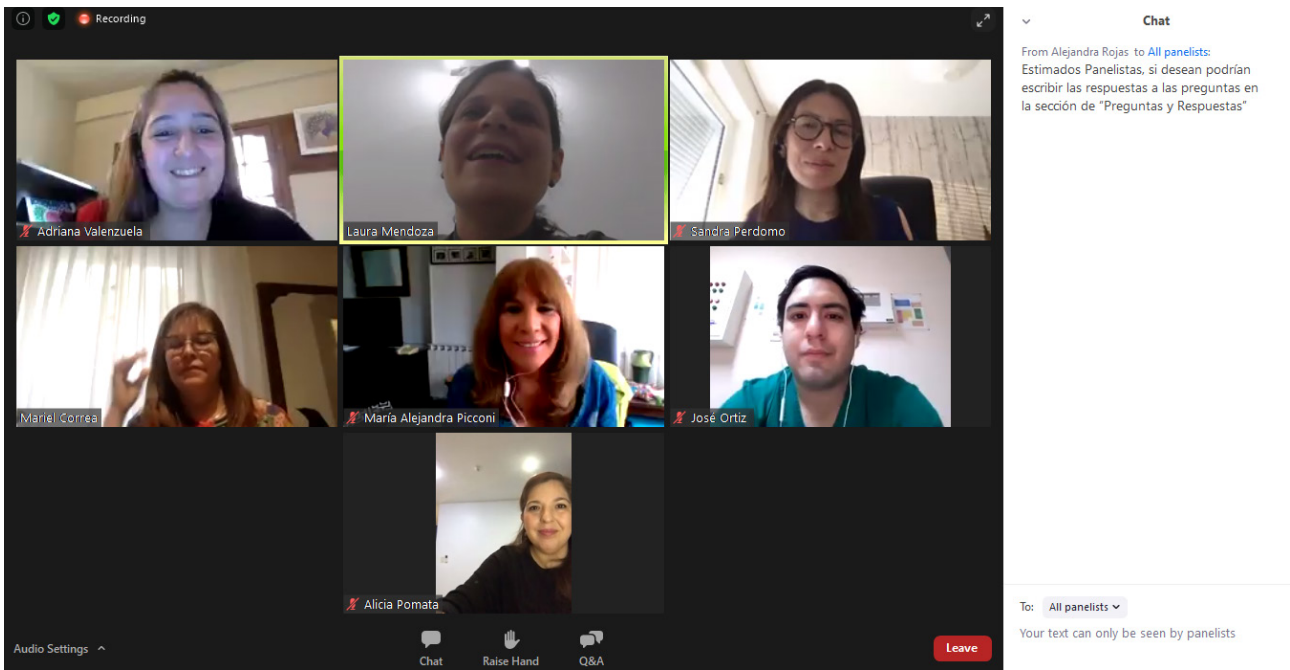 Recording
Chat
From Alejandra Rojas to All panelists:
Estimados Panelistas, si desean podrían
escribir las respuestas a las preguntas en
la sección de “Preguntas y Respuestas”
Adriana Valenzuela
Laura Mendoza
Sandra Perdomo
Mariel Correa
María Alejandra Picconi
José Ortiz
Alicia Pomata
To: All panelists
Your text can only be seen by panelists
Audio Settings
Chat
Raise Hand
Q&A
Leave